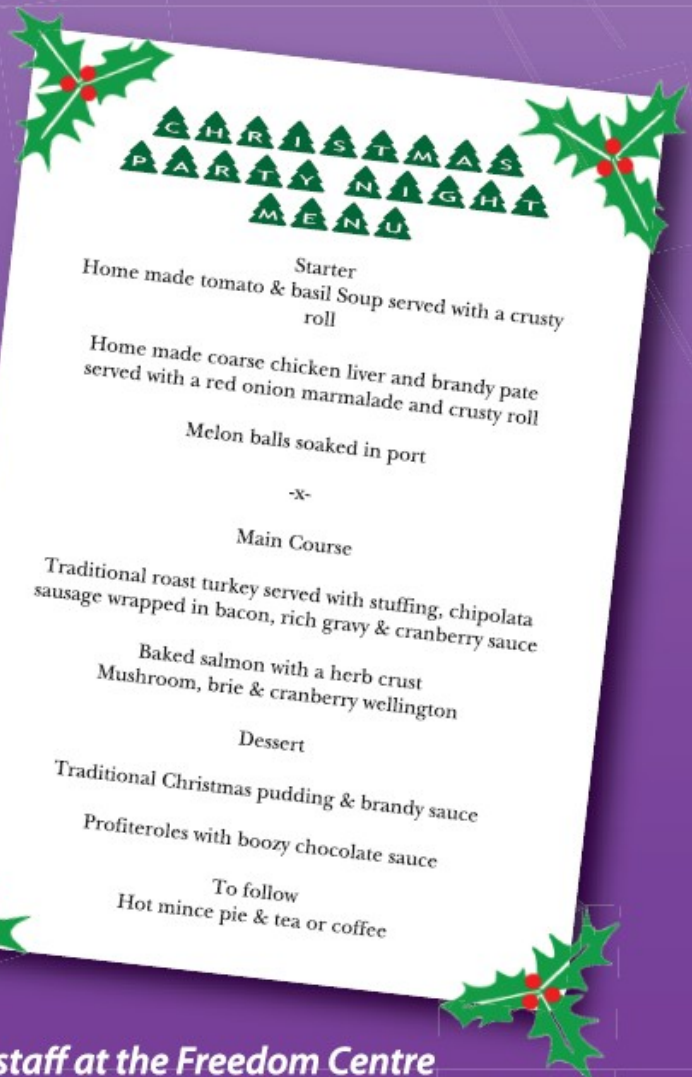 CHRISTMAS
PARTY NIGHT
MENU
Starter
Home made tomato & basil Soup served with a crusty
roll
Home made coarse chicken liver and brandy pate
served with a red onion marmalade and crusty roll
Melon balls soaked in port
-x-
Main Course
Traditional roast turkey served with stuffing, chipolata
sausage wrapped in bacon, rich gravy & cranberry sauce
Baked salmon with a herb crust
Mushroom, brie & cranberry wellington
Dessert
Traditional Christmas pudding & brandy sauce
Profiteroles with boozy chocolate sauce
To follow
Hot mince pie & tea or coffee
staff at the Freedom Centre